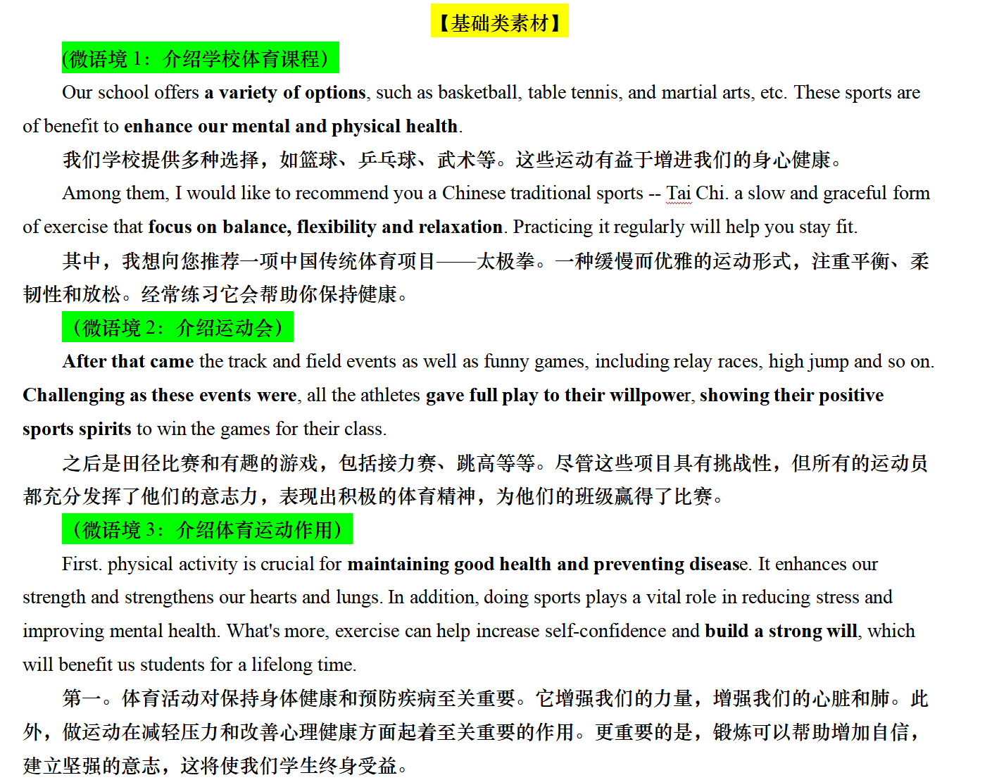 【基础类素材】
(微语境 1：介绍学校体育课程）
Our school offers a variety of options, such as basketball, table tennis, and martial arts, etc. These sports are
of benefit to enhance our mental and physical health.
我们学校提供多种选择，如篮球、乒乓球、武术等。这些运动有益于增进我们的身心健康。
Among them, I would like to recommend you a Chinese traditional sports -- Tai Chi. a slow and graceful form
of exercise that focus on balance, flexibility and relaxation. Practicing it regularly will help you stay fit.
其中，我想向您推荐一项中国传统体育项目——太极拳。一种缓慢而优雅的运动形式，注重平衡、柔
韧性和放松。经常练习它会帮助你保持健康。
（微语境 2：介绍运动会）
After that came the track and field events as well as funny games, including relay races, high jump and so on.
Challenging as these events were, all the athletes gave full play to their willpower, showing their positive
sports spirits to win the games for their class.
之后是田径比赛和有趣的游戏，包括接力赛、跳高等等。尽管这些项目具有挑战性，但所有的运动员
都充分发挥了他们的意志力，表现出积极的体育精神，为他们的班级赢得了比赛。
（微语境 3：介绍体育运动作用）
First. physical activity is crucial for maintaining good health and preventing disease. It enhances our
strength and strengthens our hearts and lungs. In addition, doing sports plays a vital role in reducing stress and
improving mental health. What's more, exercise can help increase self-confidence and build a strong will, which
will benefit us students for a lifelong time.
第一。体育活动对保持身体健康和预防疾病至关重要。它增强我们的力量，增强我们的心脏和肺。此
外，做运动在减轻压力和改善心理健康方面起着至关重要的作用。更重要的是，锻炼可以帮助增加自信，
建立坚强的意志，这将使我们学生终身受益。